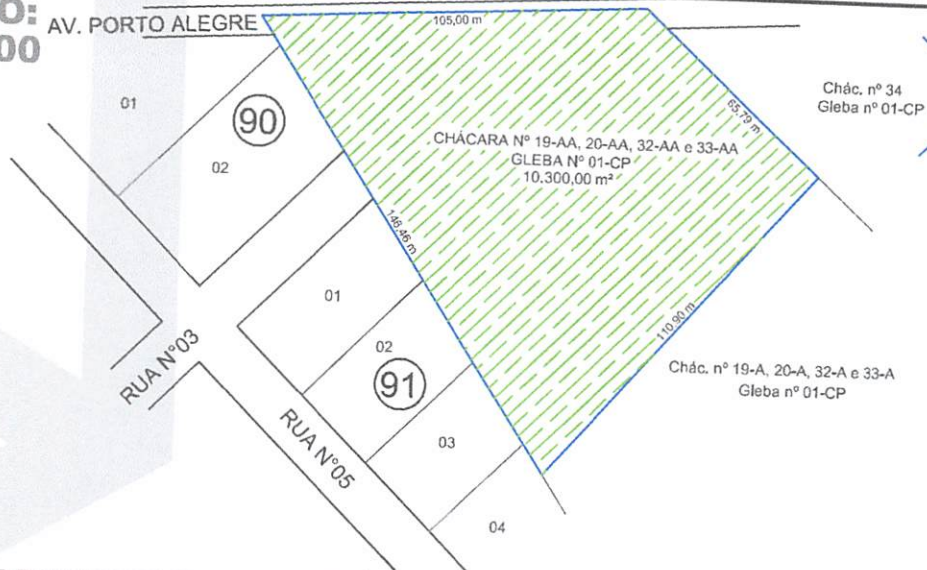 O:
00
AV. PORTO ALEGRE
105,00 m
65,79 m
Chác. nº 34
Gleba nº 01-CP
01
90
02
CHÁCARA Nº 19-AA, 20-AA, 32-AA e 33-AA
GLEBA Nº 01-CP
10.300,00 m²
146,46 m
110,90 m
01
02
91
03
04
RUA N°03
RUA N°05
Chác. nº 19-A, 20-A, 32-A e 33-A
Gleba nº 01-CP